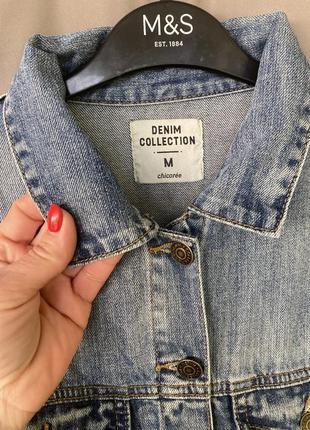 M&S
EST. 1884
DENIM
COLLECTION
M
chicorée